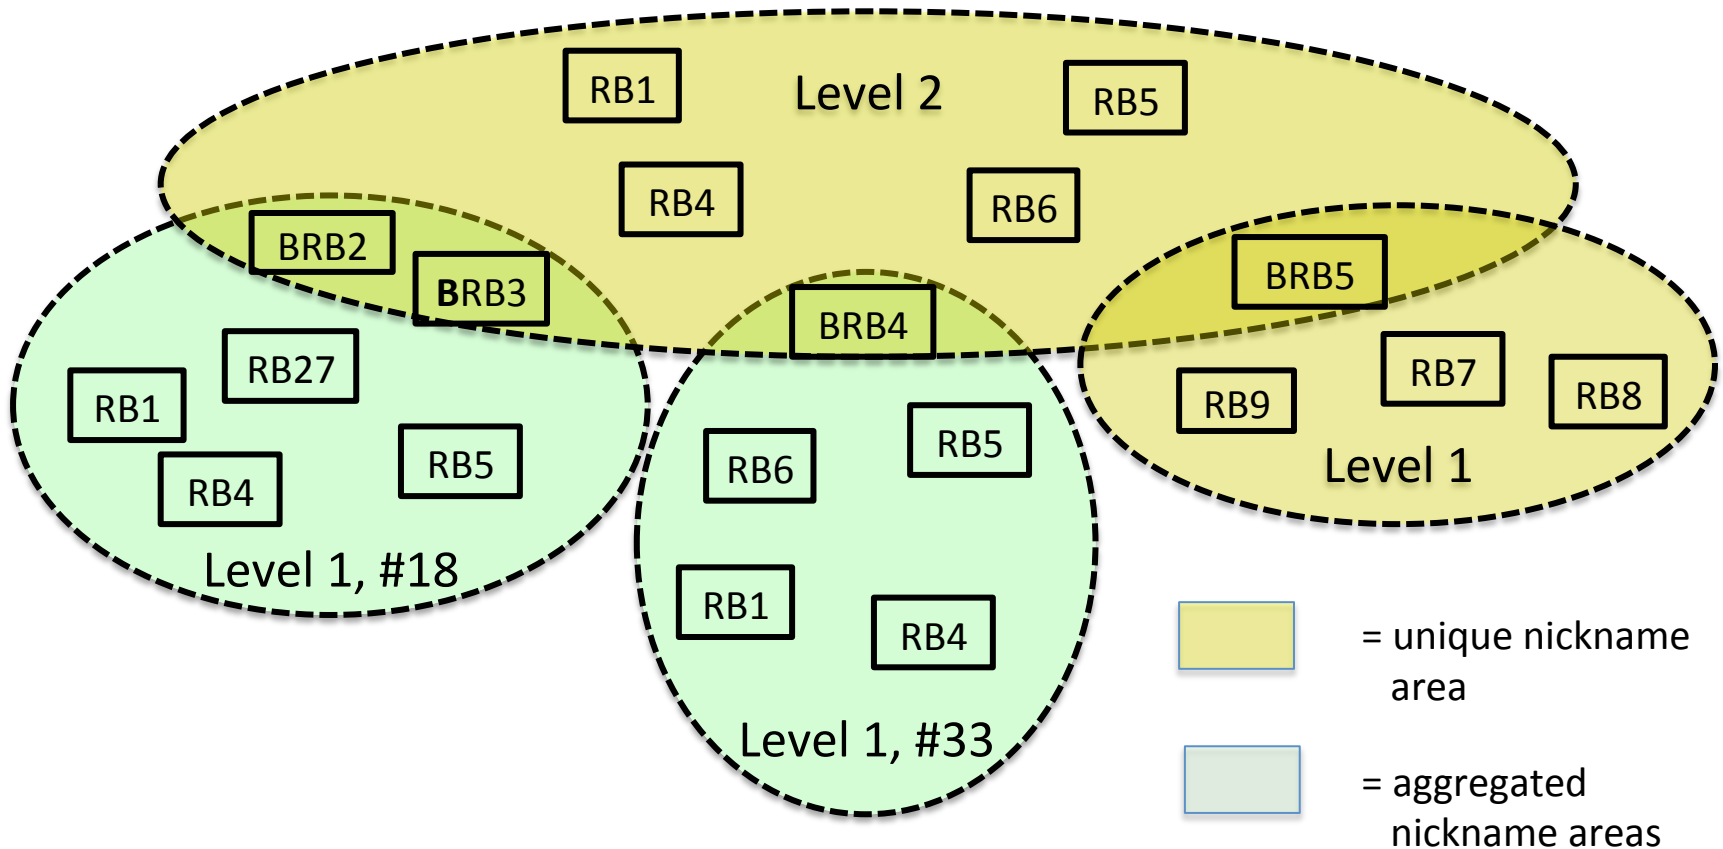 RB1
Level 2
RB5
RB4
RB6
BRB2
BRB3
BRB4
BRB5
RB27
RB1
RB4
RB5
Level 1, #18
RB6
RB5
RB1
RB4
Level 1, #33
RB9
RB7
RB8
Level 1
= unique nickname
area
= aggregated
nickname areas